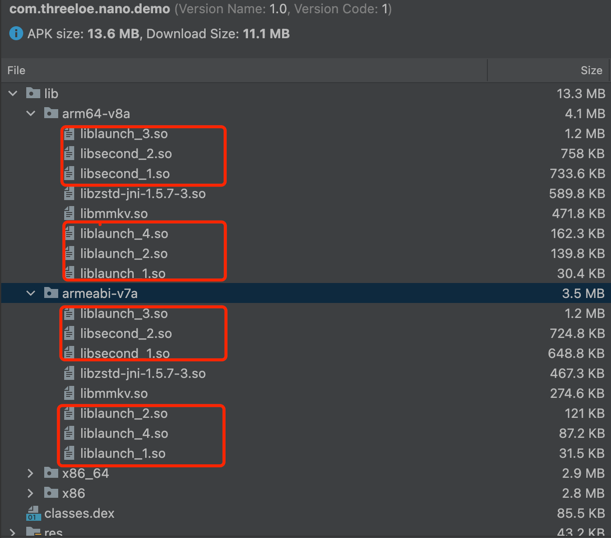 com.threeloe.nano.demo (Version Name: 1.0, Version Code: 1)
APK size: 13.6 MB, Download Size: 11.1 MB
File Size
lib 13.3 MB
arm64-v8a 4.1 MB
liblaunch_3.so 1.2 MB
libsecond_2.so 758 KB
libsecond_1.so 733.6 KB
libzstd-jni-1.5.7-3.so 589.8 KB
libmmkv.so 471.8 KB
liblaunch_4.so 162.3 KB
liblaunch_2.so 139.8 KB
liblaunch_1.so 30.4 KB
armeabi-v7a 3.5 MB
liblaunch_3.so 1.2 MB
libsecond_2.so 724.8 KB
libsecond_1.so 648.8 KB
libzstd-jni-1.5.7-3.so 467.3 KB
libmmkv.so 274.6 KB
liblaunch_2.so 121 KB
liblaunch_4.so 87.2 KB
liblaunch_1.so 31.5 KB
x86_64 2.9 MB
x86 2.8 MB
01 classes.dex 85.5 KB
res 43.2 KB